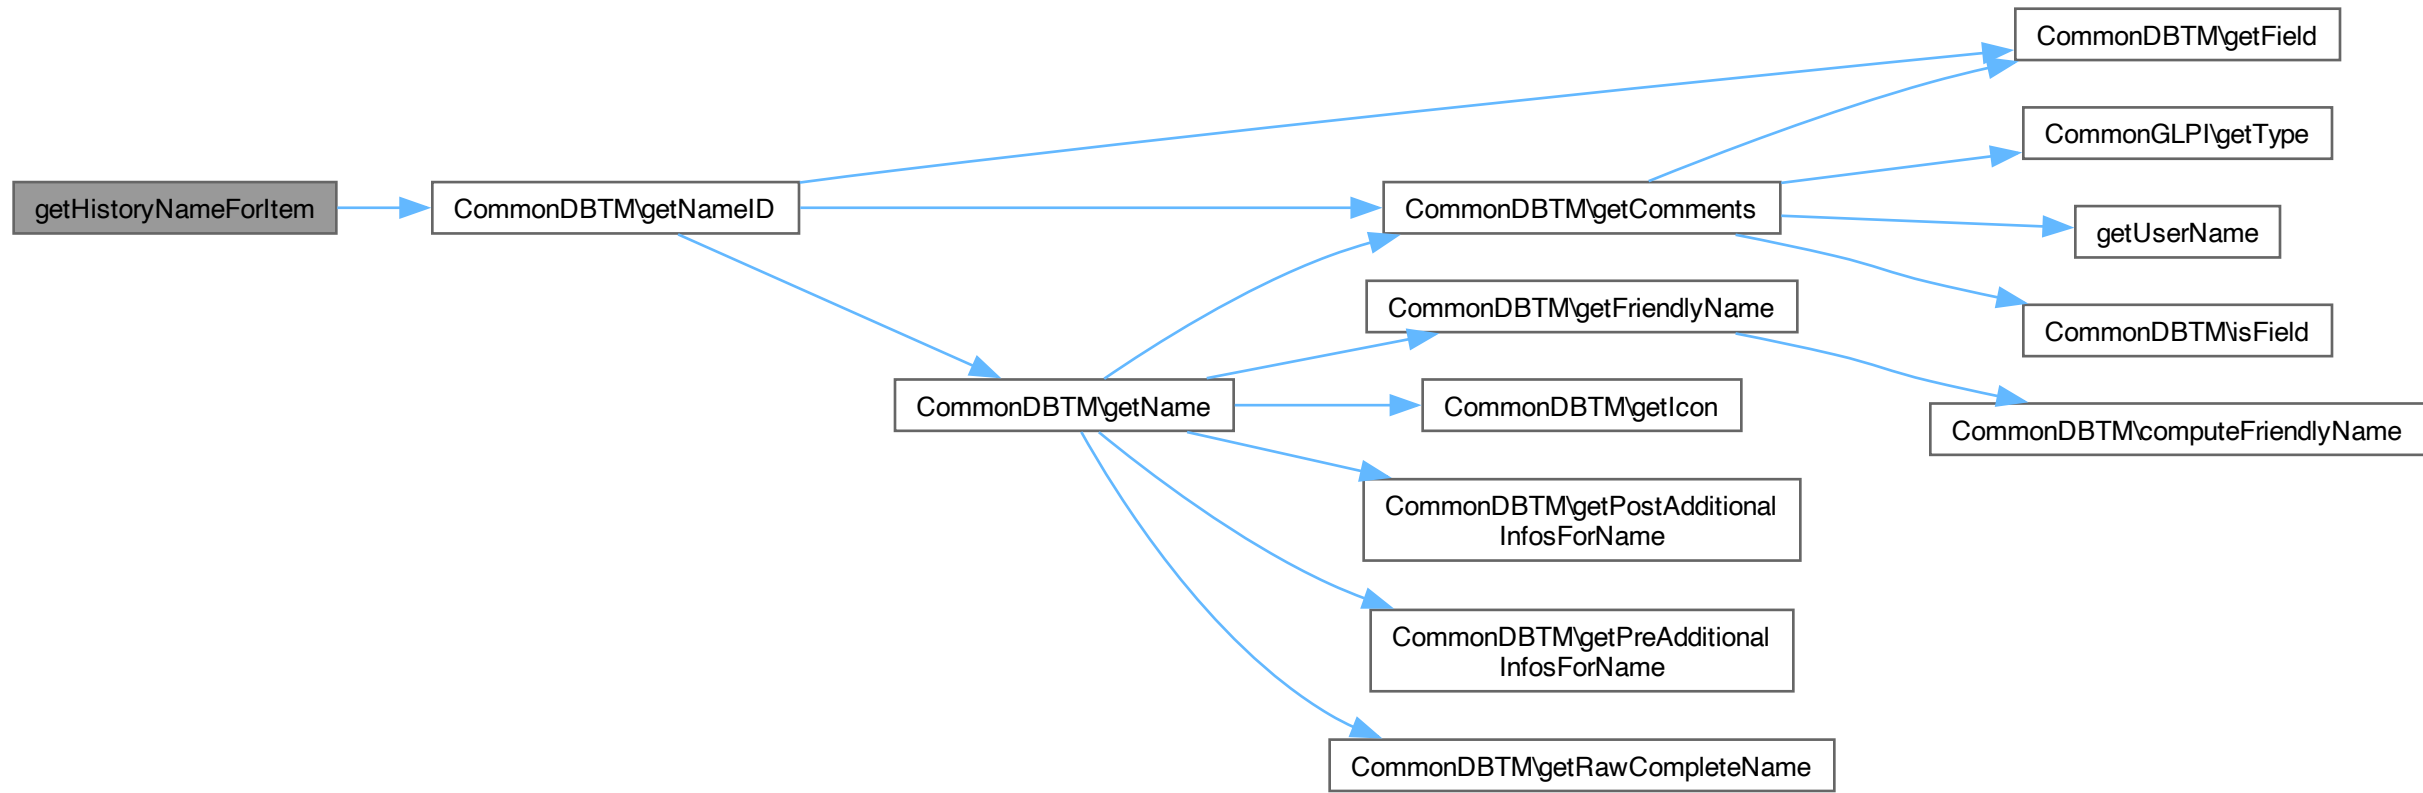 getHistoryNameForItem
CommonDBTM\getNameID
CommonDBTM\getName
CommonDBTM\getComments
CommonDBTM\getFriendlyName
CommonDBTM\getIcon
CommonDBTM\getPostAdditional
InfosForName
CommonDBTM\getPreAdditional
InfosForName
CommonDBTM\getRawCompleteName
CommonDBTM\getField
CommonGLPI\getType
getUserName
CommonDBTM\isField
CommonDBTM\computeFriendlyName